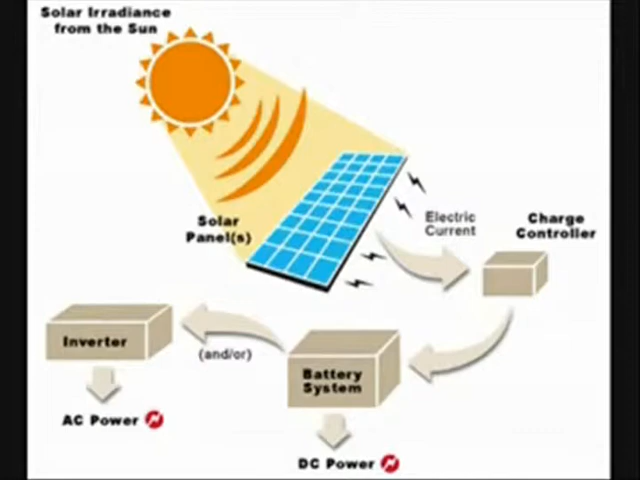 Solar Irradiance
from the Sun
Solar
Panel(s)
Electric
Current
Charge
Controller
Inverter
(and/or)
Battery
System
AC Power
DC Power